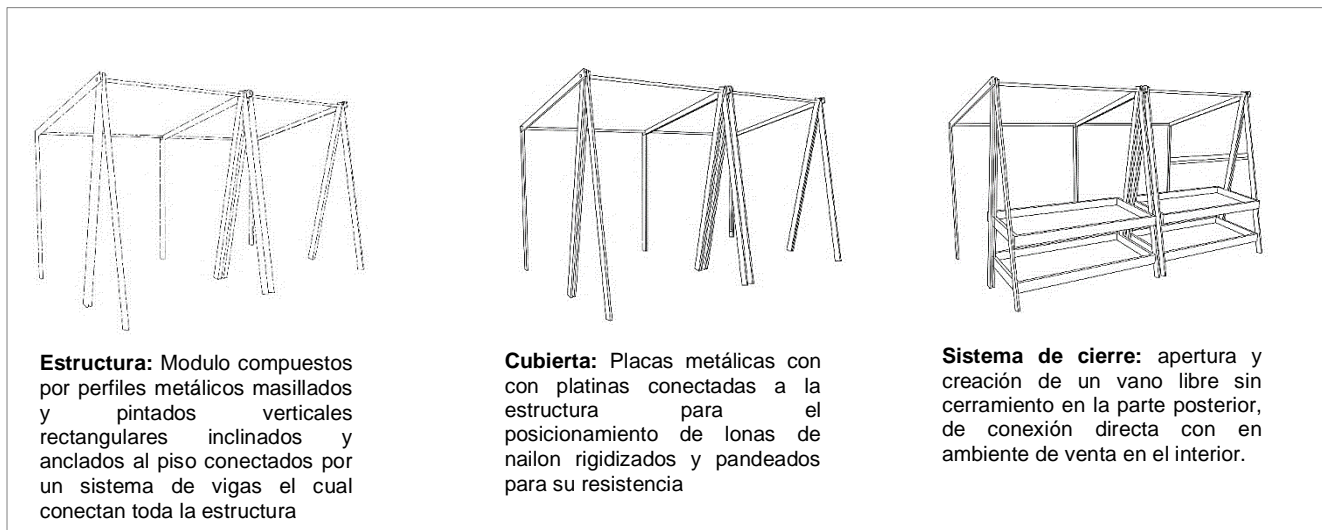 Estructura: Modulo compuestos
por perfiles metálicos masillados
y pintados verticales
rectangulares inclinados y
anclados al piso conectados por
un sistema de vigas el cual
conectan toda la estructura
Cubierta: Placas metálicas con
con platinas conectadas a la
estructura para el
posicionamiento de lonas de
nailon rigidizados y pandeados
para su resistencia
Sistema de cierre: apertura y
creación de un vano libre sin
cerramiento en la parte posterior,
de conexión directa con en
ambiente de venta en el interior.